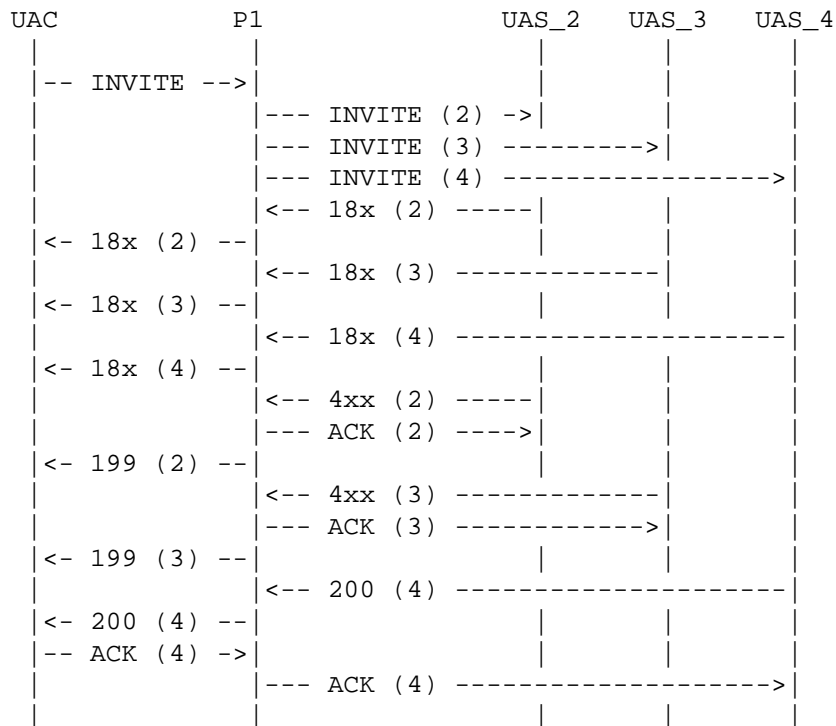 UAC P1 UAS_2 UAS_3 UAS_4
| | | | |
|-- INVITE -->| | | |
| |--- INVITE (2) ->| | |
| |--- INVITE (3) --------->| |
| |--- INVITE (4) ----------------->|
| |<-- 18x (2) -----| | |
|<- 18x (2) --| | | |
| |<-- 18x (3) -------------| |
|<- 18x (3) --| | | |
| |<-- 18x (4) ---------------------|
|<- 18x (4) --| | | |
| |<-- 4xx (2) -----| | |
| |--- ACK (2) ---->| | |
|<- 199 (2) --| | | |
| |<-- 4xx (3) -------------| |
| |--- ACK (3) ------------>| |
|<- 199 (3) --| | | |
| |<-- 200 (4) ---------------------|
|<- 200 (4) --| | | |
|-- ACK (4) ->| | | |
| |--- ACK (4) -------------------->|
| | | | |